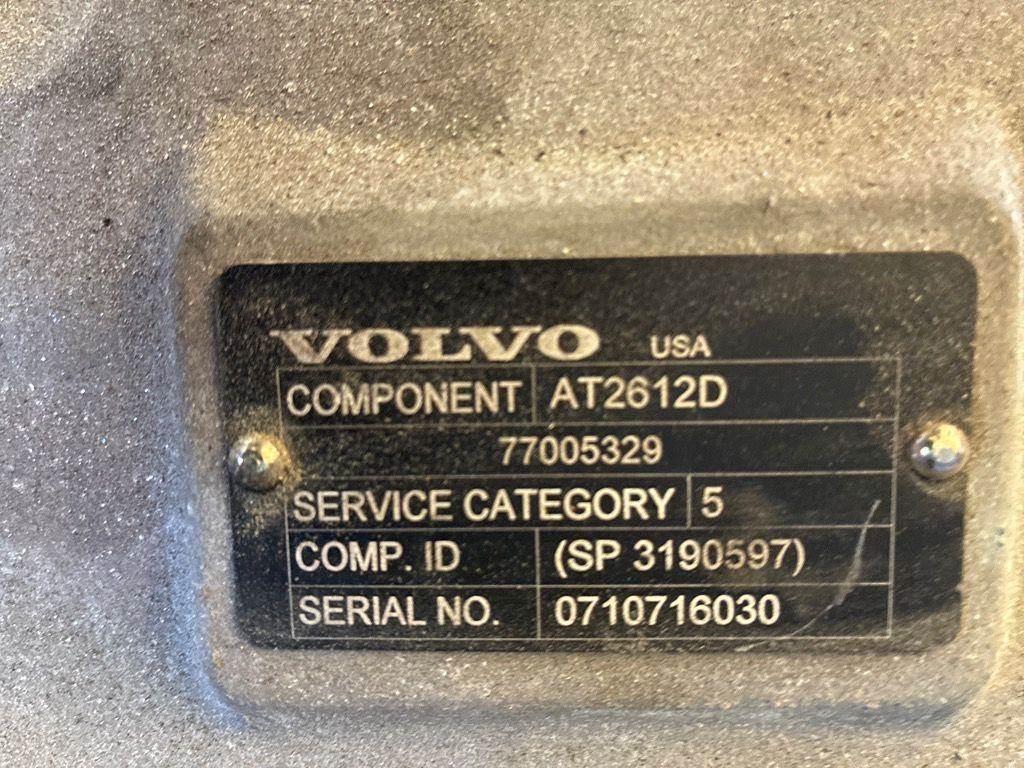 VOLVO USA
COMPONENT AT2612D
77005329
SERVICE CATEGORY 5
COMP. ID (SP 3190597)
SERIAL NO. 0710716030